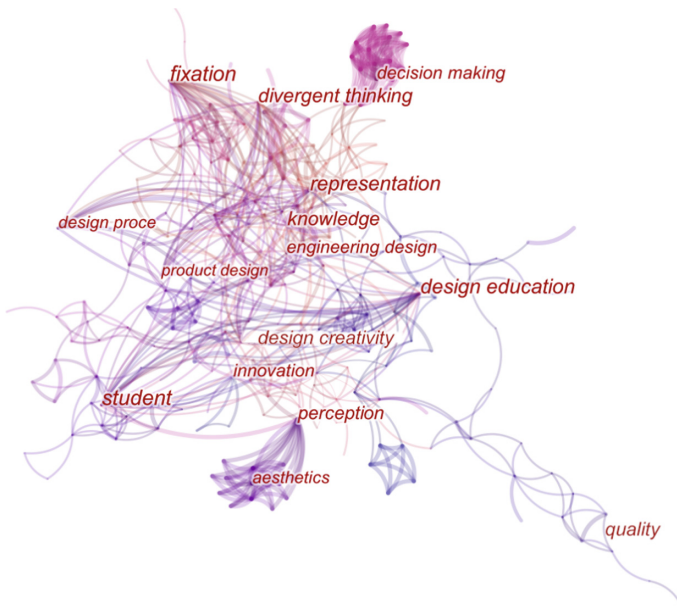 fixation
decision making
divergent thinking
representation
knowledge
design proce
engineering design
product design
design education
design creativity
innovation
student
perception
aesthetics
quality